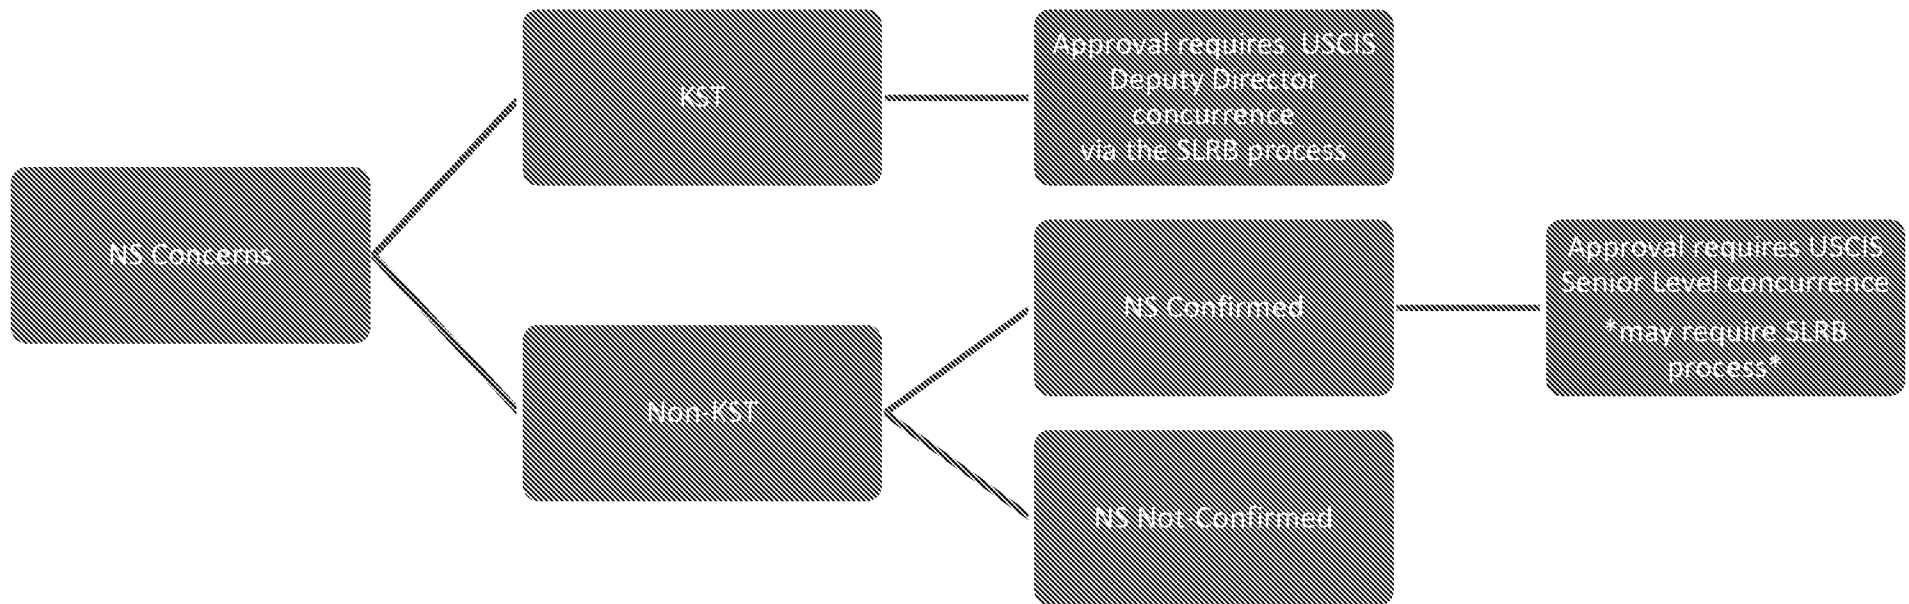 KST
Approval requires USCIS
Deputy Director
concurrence
via the SLRB process
NS Concerns
Non-KST
NS Confirmed
Approval requires USCIS
Senior Level concurrence
*may require SLRB
process*
NS Not-Confirmed